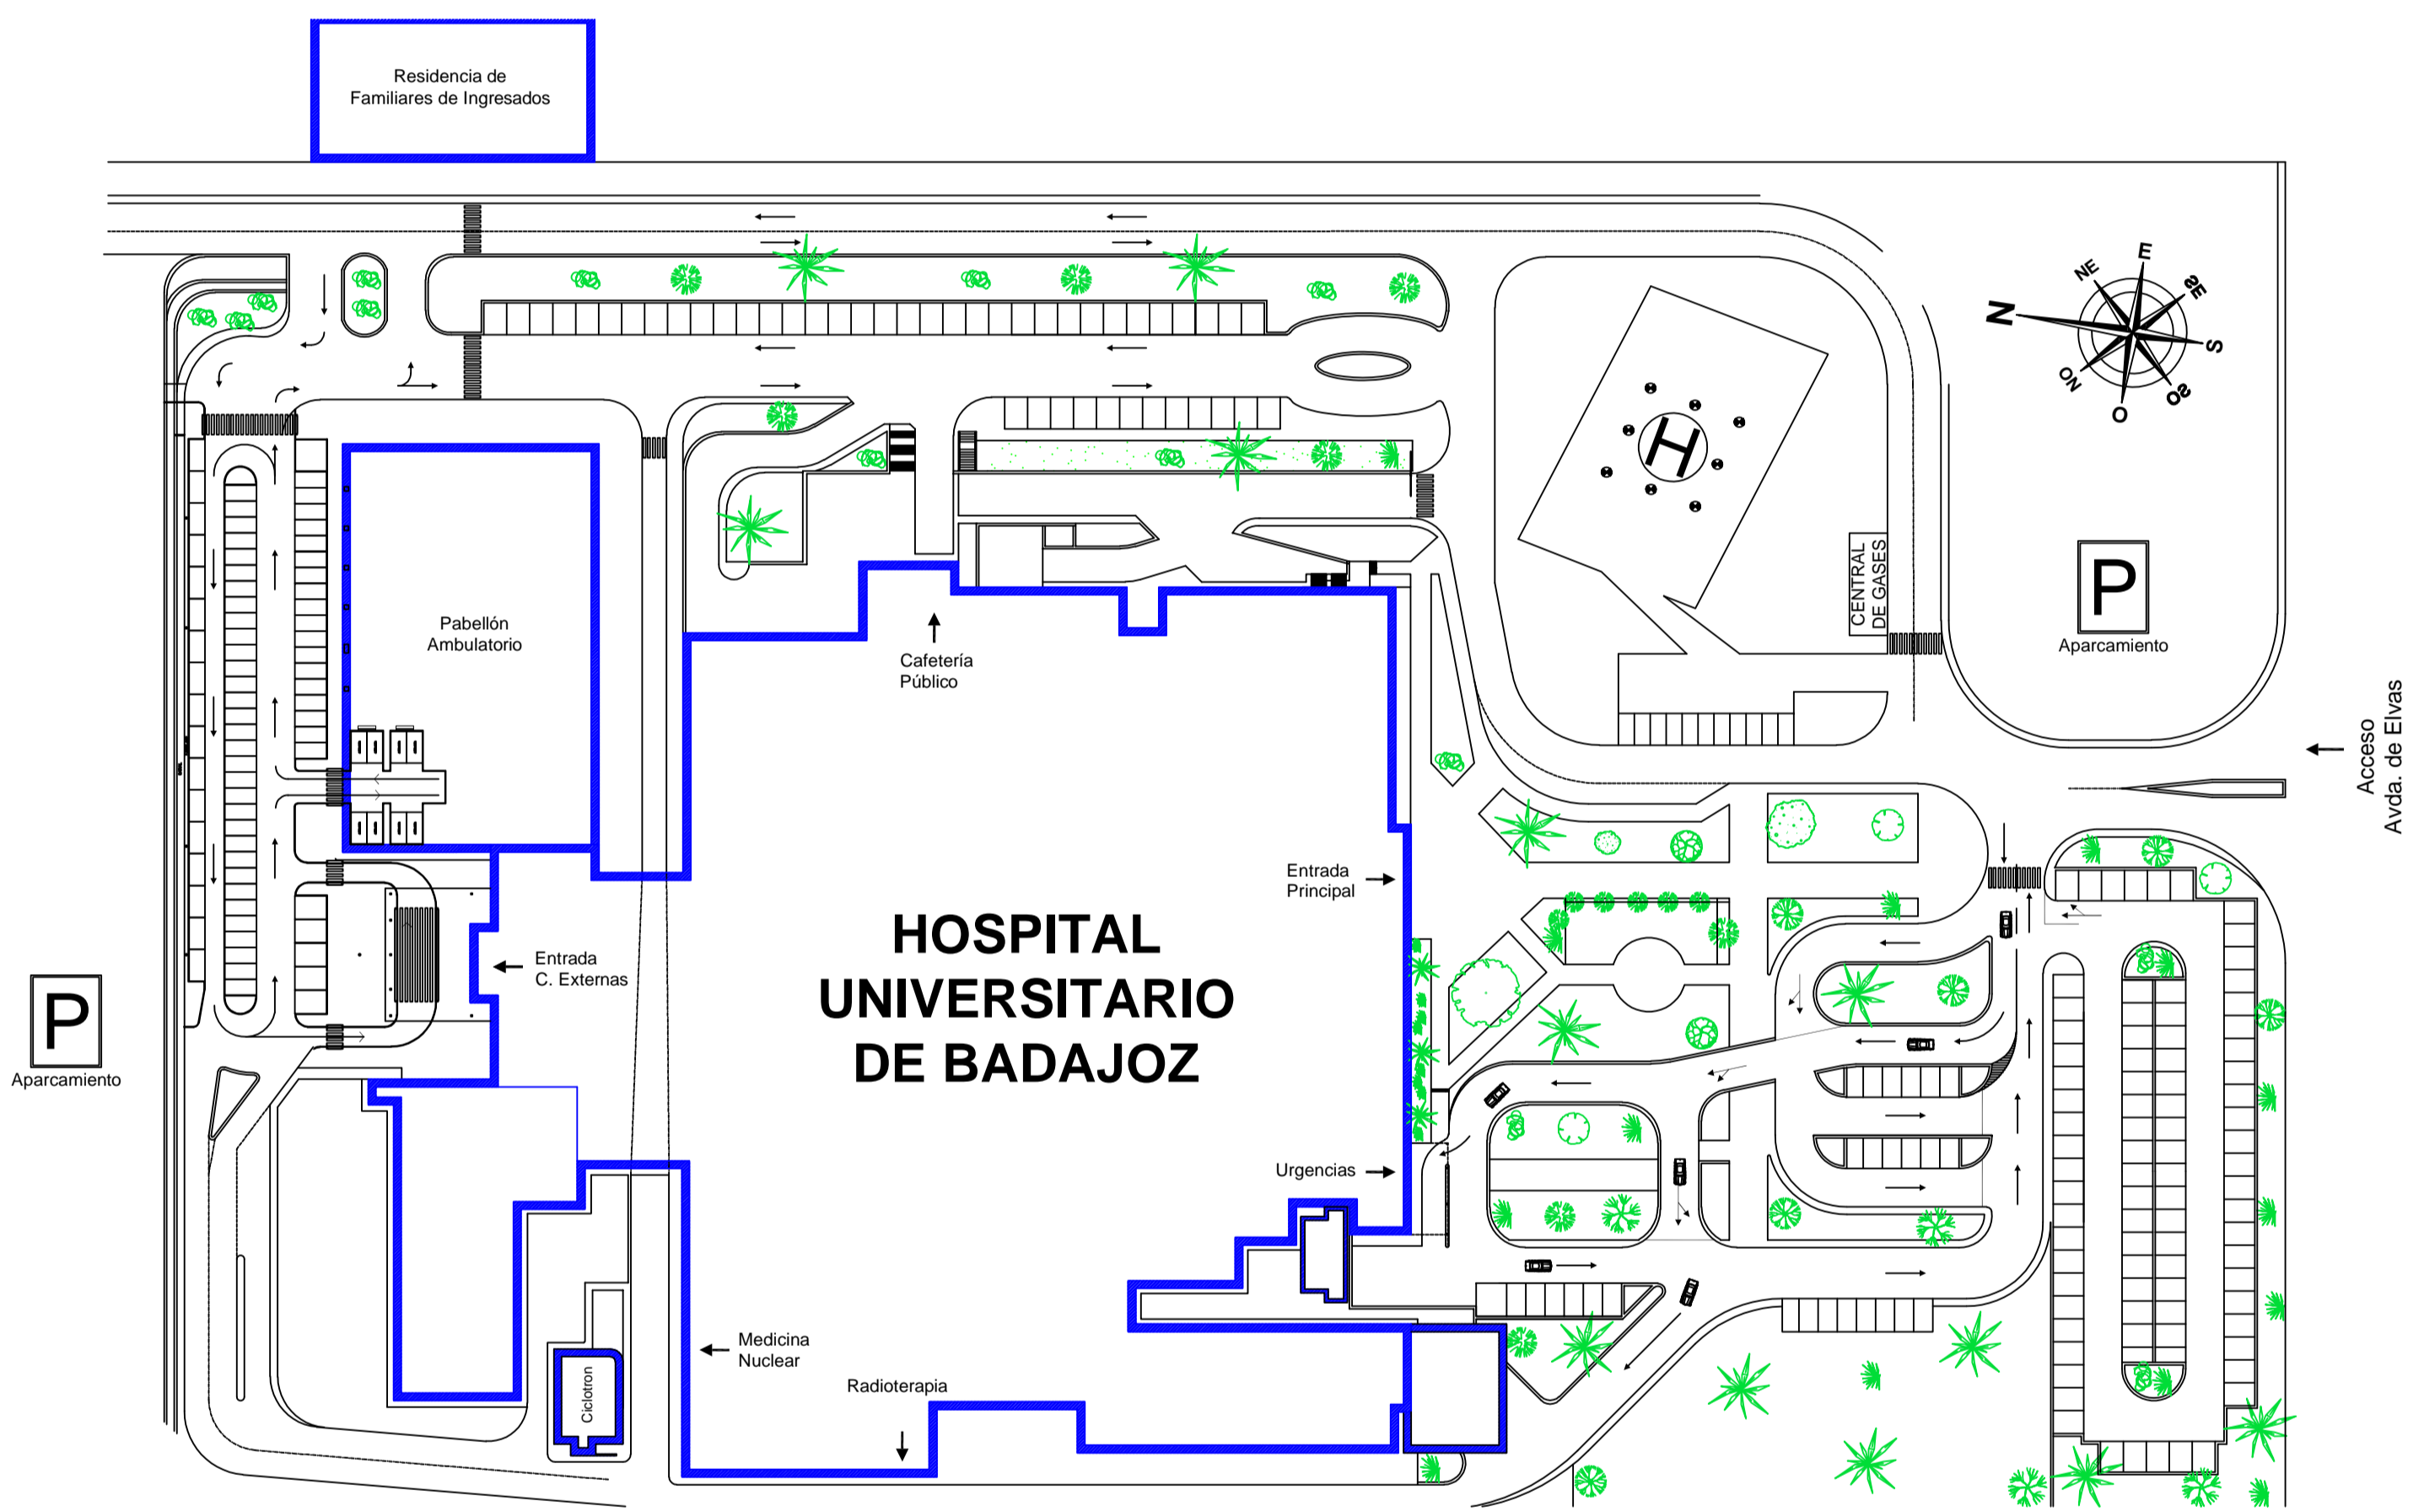 Residencia de
Familiares de Ingresados
E
NE
SE
N
S
ON
SO
O
H
CENTRAL
DE GASES
P
Aparcamiento
Pabellón
Ambulatorio
Cafetería
Público
Acceso
Avda. de Elvas
Entrada
Principal
HOSPITAL
UNIVERSITARIO
DE BADAJOZ
Entrada
C. Externas
P
Aparcamiento
Urgencias
Medicina
Nuclear
Radioterapia
Ciclotron